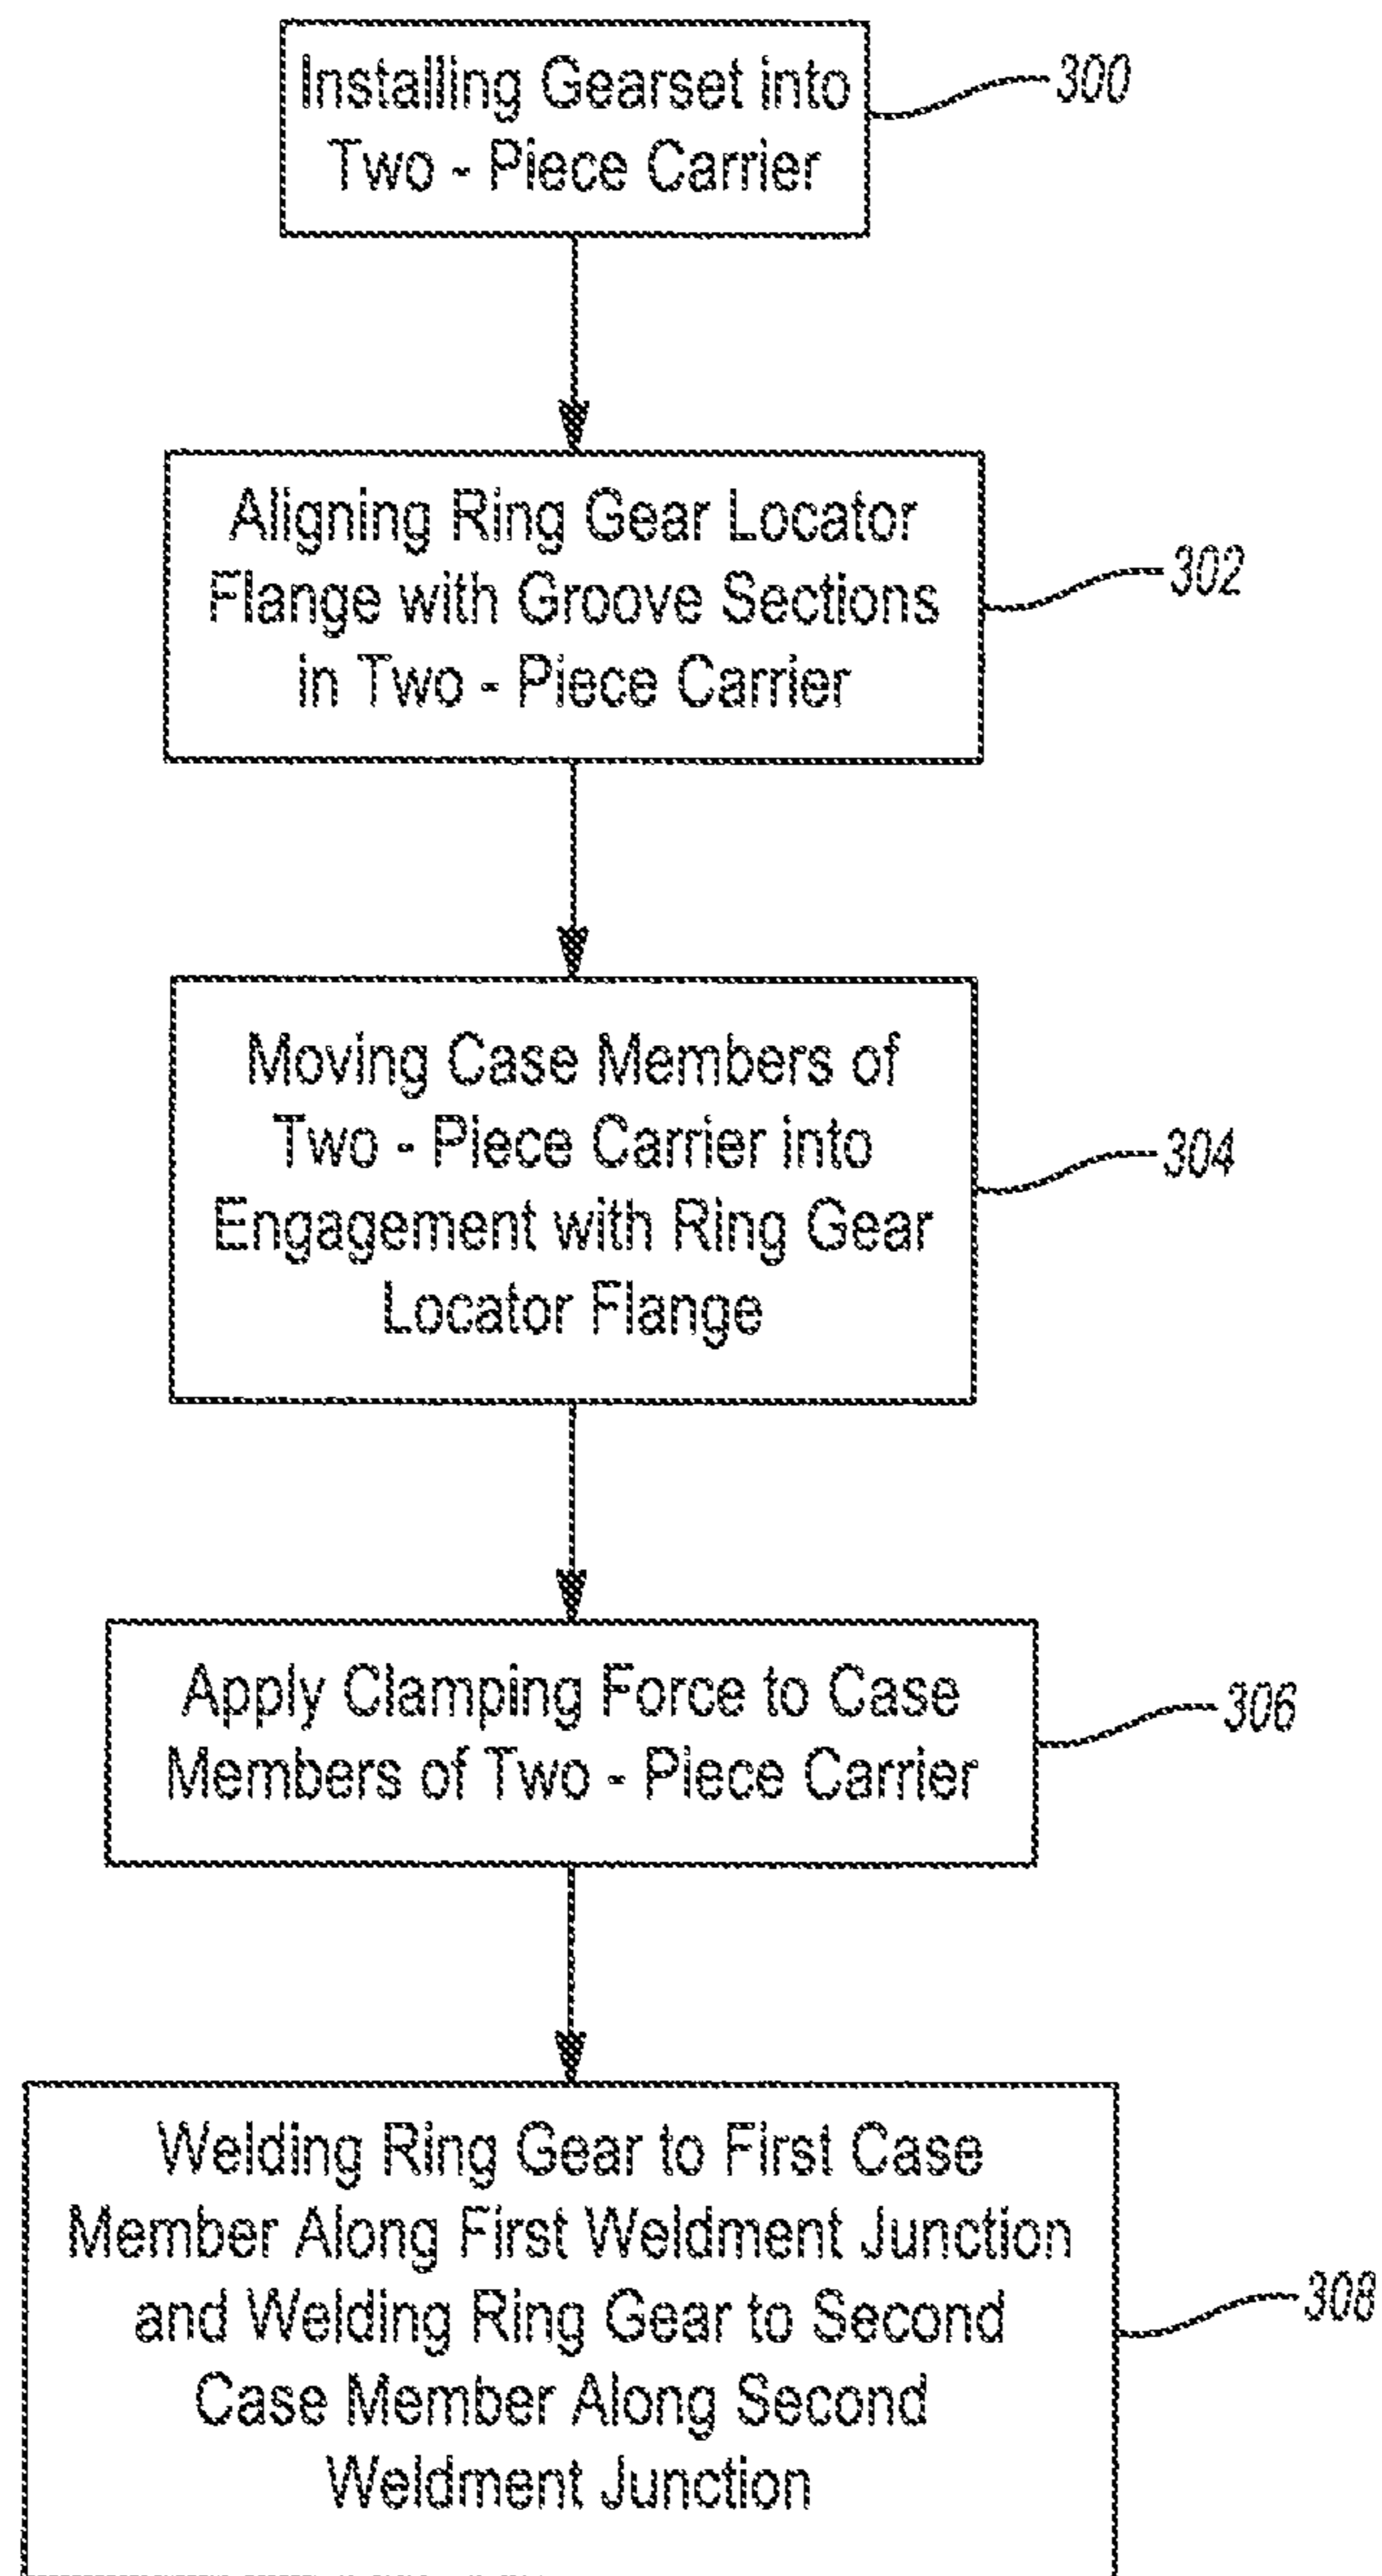 Installing Gearset into
Two - Piece Carrier
300
Aligning Ring Gear Locator
Flange with Groove Sections
in Two - Piece Carrier
302
Moving Case Members of
Two - Piece Carrier into
Engagement with Ring Gear
Locator Flange
304
Apply Clamping Force to Case
Members of Two - Piece Carrier
306
Welding Ring Gear to First Case
Member Along First Weldment Junction
and Welding Ring Gear to Second
Case Member Along Second
Weldment Junction
308